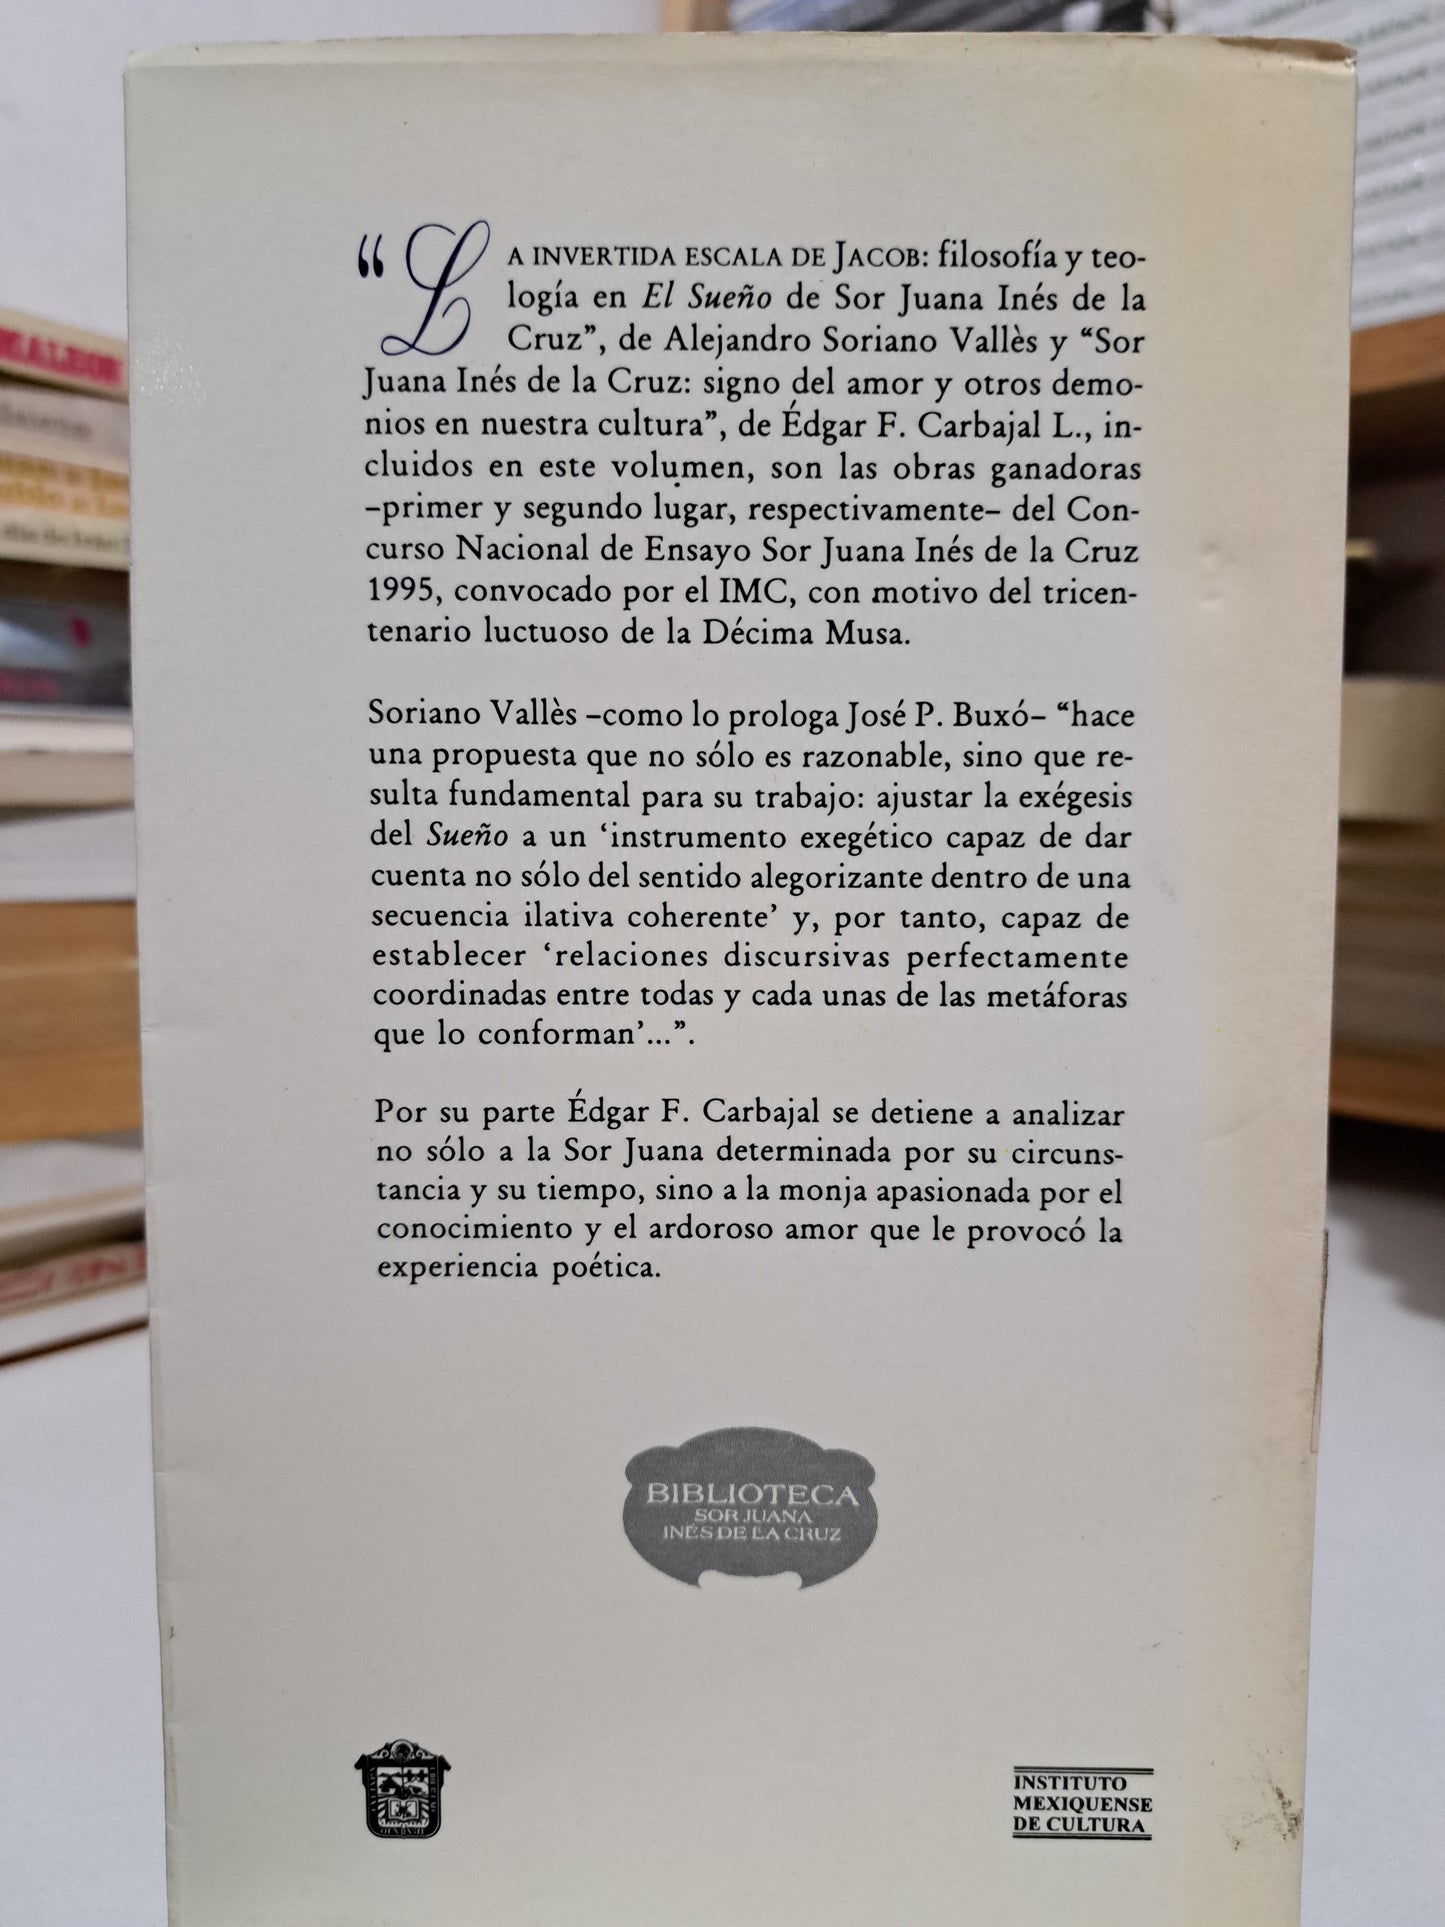 “LA INVERTIDA ESCALA DE JACOB: filosofía y teo-
logía en El Sueño de Sor Juana Inés de la
Cruz”, de Alejandro Soriano Vallès y “Sor
Juana Inés de la Cruz: signo del amor y otros demo-
nios en nuestra cultura”, de Édgar F. Carbajal L., in-
cluidos en este volumen, son las obras ganadoras
–primer y segundo lugar, respectivamente– del Con-
curso Nacional de Ensayo Sor Juana Inés de la Cruz
1995, convocado por el IMC, con motivo del tricen-
tenario luctuoso de la Décima Musa.
Soriano Vallès –como lo prologa José P. Buxó– “hace
una propuesta que no sólo es razonable, sino que re-
sulta fundamental para su trabajo: ajustar la exégesis
del Sueño a un ‘instrumento exegético capaz de dar
cuenta no sólo del sentido alegorizante dentro de una
secuencia ilativa coherente’ y, por tanto, capaz de
establecer ‘relaciones discursivas perfectamente
coordinadas entre todas y cada unas de las metáforas
que lo conforman’...”.
Por su parte Édgar F. Carbajal se detiene a analizar
no sólo a la Sor Juana determinada por su circuns-
tancia y su tiempo, sino a la monja apasionada por el
conocimiento y el ardoroso amor que le provocó la
experiencia poética.
BIBLIOTECA
SOR JUANA
INÉS DE LA CRUZ
INSTITUTO
MEXIQUENSE
DE CULTURA